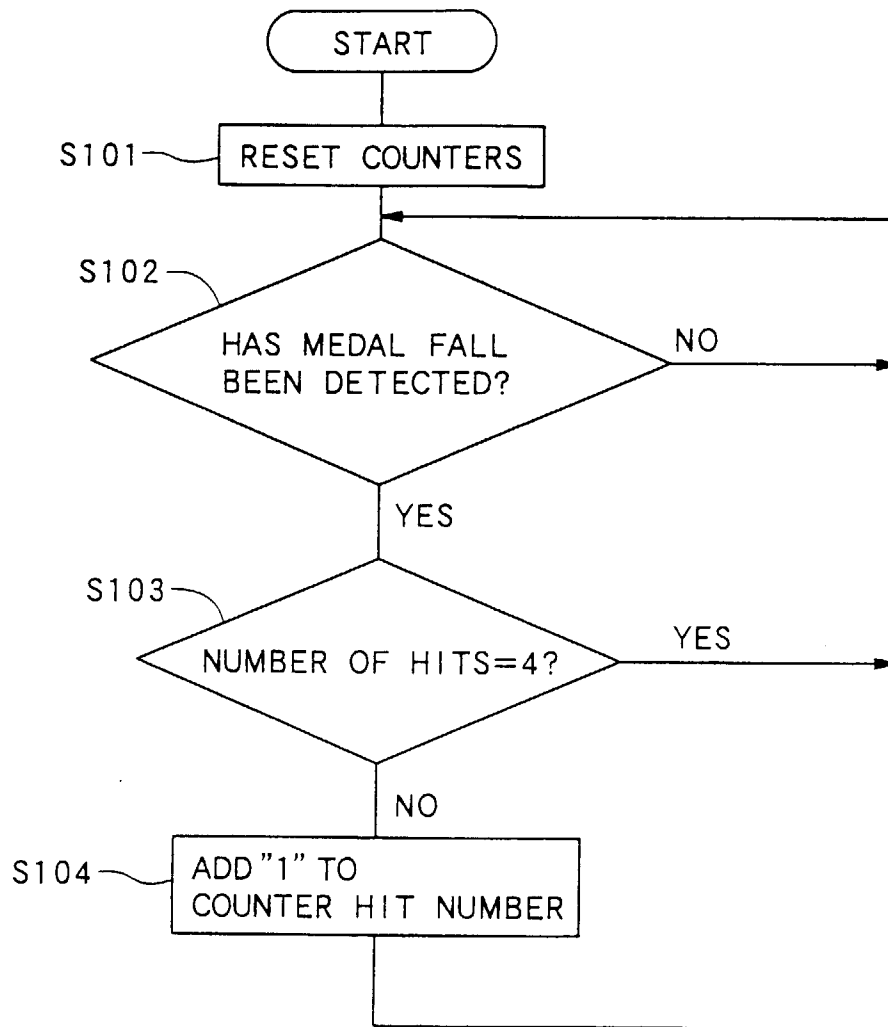 START
S101
RESET COUNTERS
S102
HAS MEDAL FALL
BEEN DETECTED?
NO
YES
S103
NUMBER OF HITS=4?
YES
NO
S104
ADD "1" TO
COUNTER HIT NUMBER